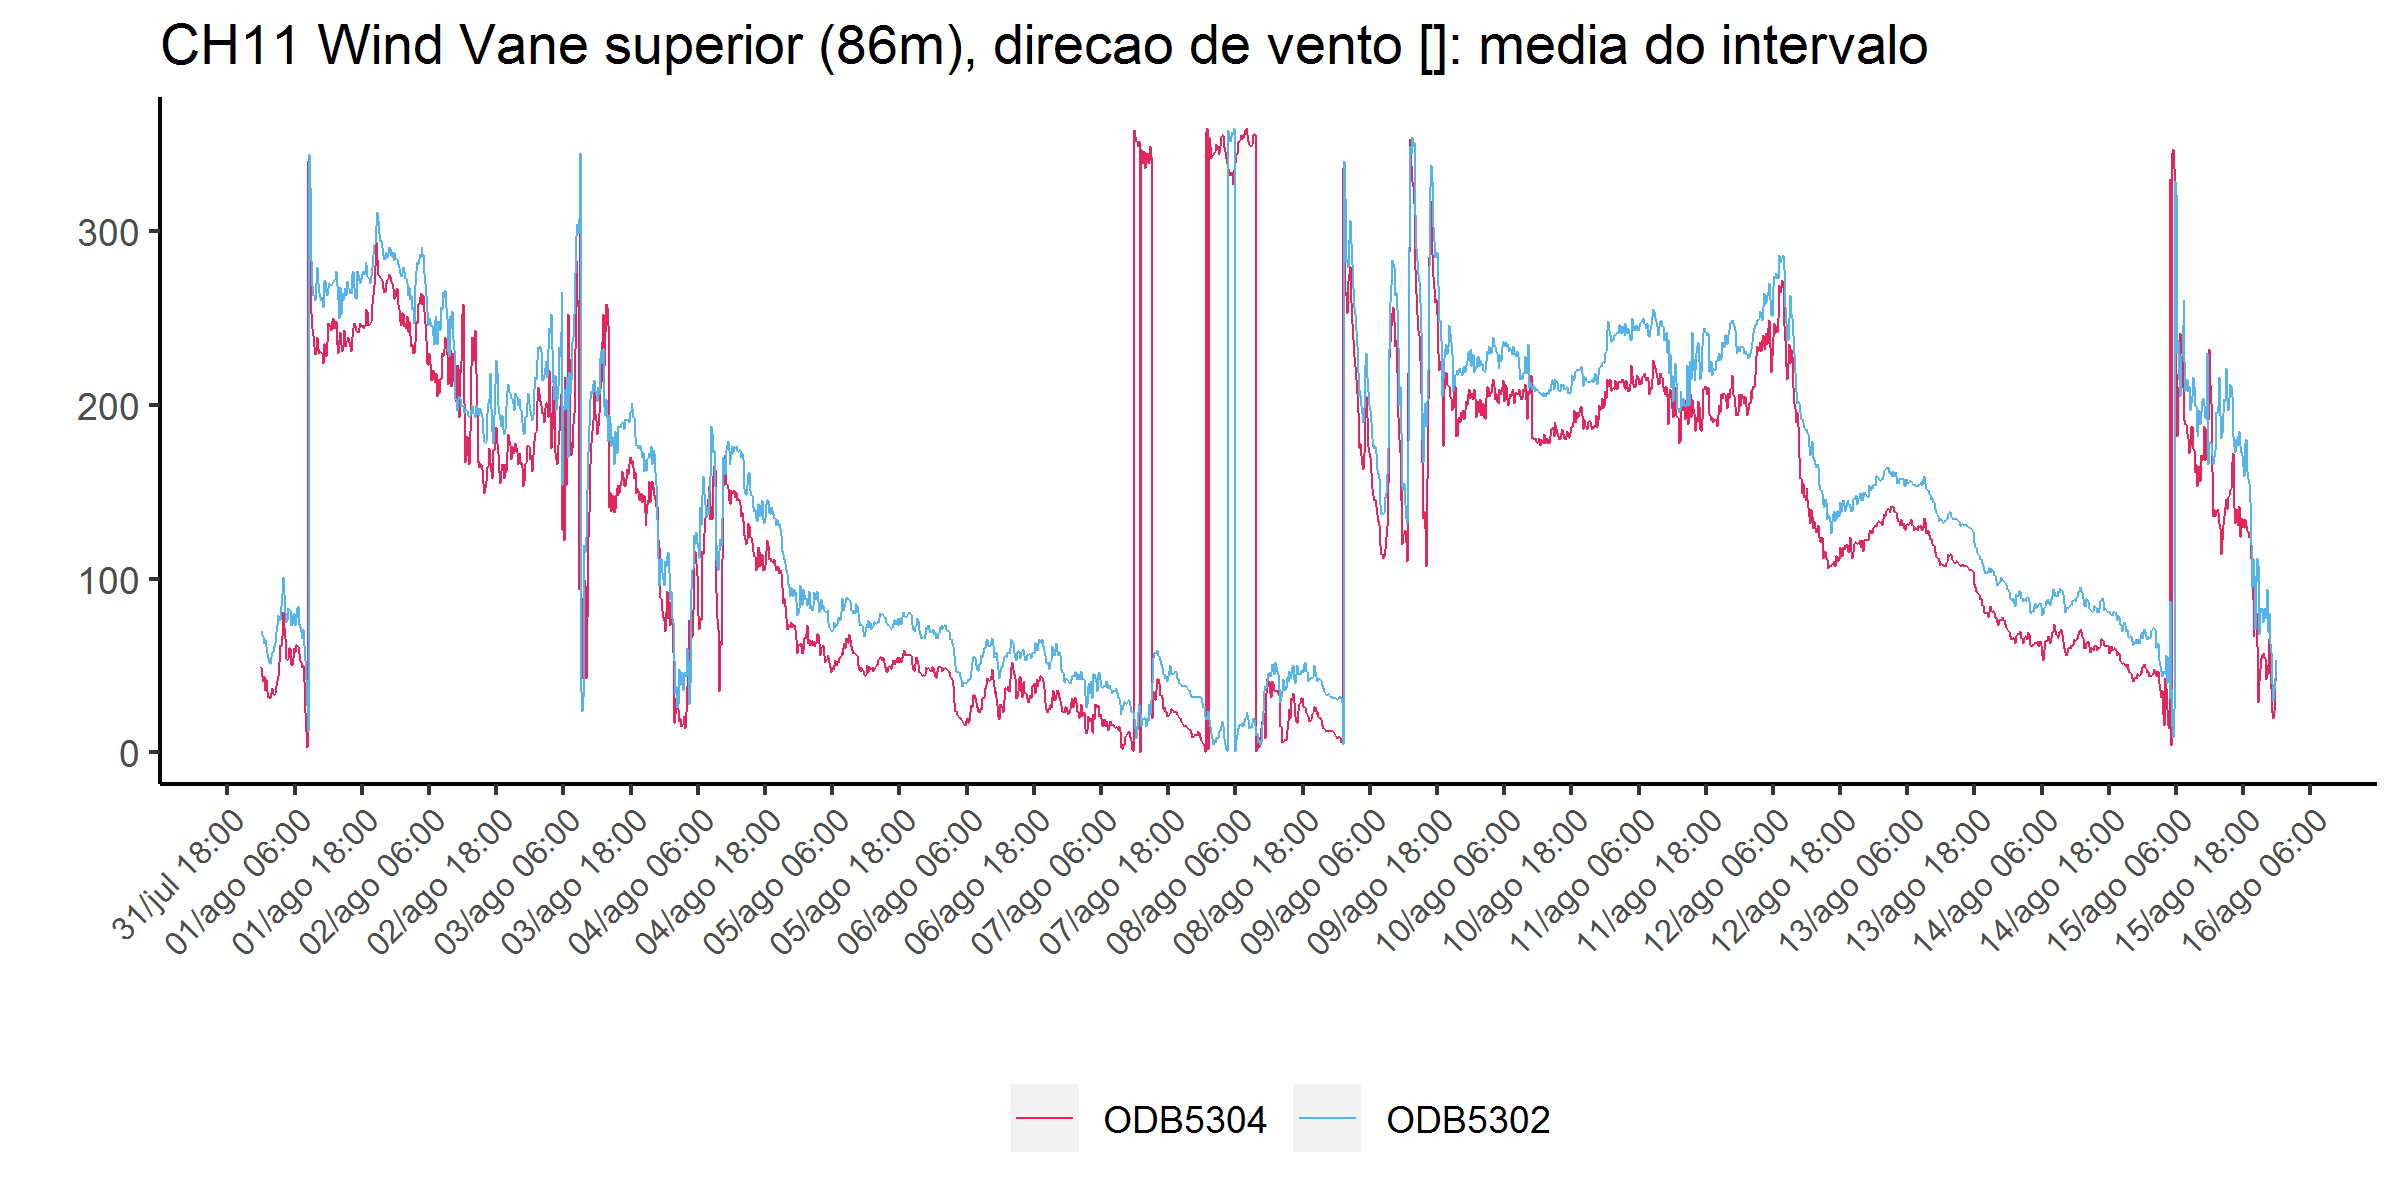 CH11 Wind Vane superior (86m), direcao de vento []: media do intervalo
300
200
100
0
31/jul 18:00
01/ago 06:00
01/ago 18:00
02/ago 06:00
02/ago 18:00
03/ago 06:00
03/ago 18:00
04/ago 06:00
04/ago 18:00
05/ago 06:00
05/ago 18:00
06/ago 06:00
06/ago 18:00
07/ago 06:00
07/ago 18:00
08/ago 06:00
08/ago 18:00
09/ago 06:00
09/ago 18:00
10/ago 06:00
10/ago 18:00
11/ago 06:00
11/ago 18:00
12/ago 06:00
12/ago 18:00
13/ago 06:00
13/ago 18:00
14/ago 06:00
14/ago 18:00
15/ago 06:00
15/ago 18:00
16/ago 06:00
ODB5304
ODB5302